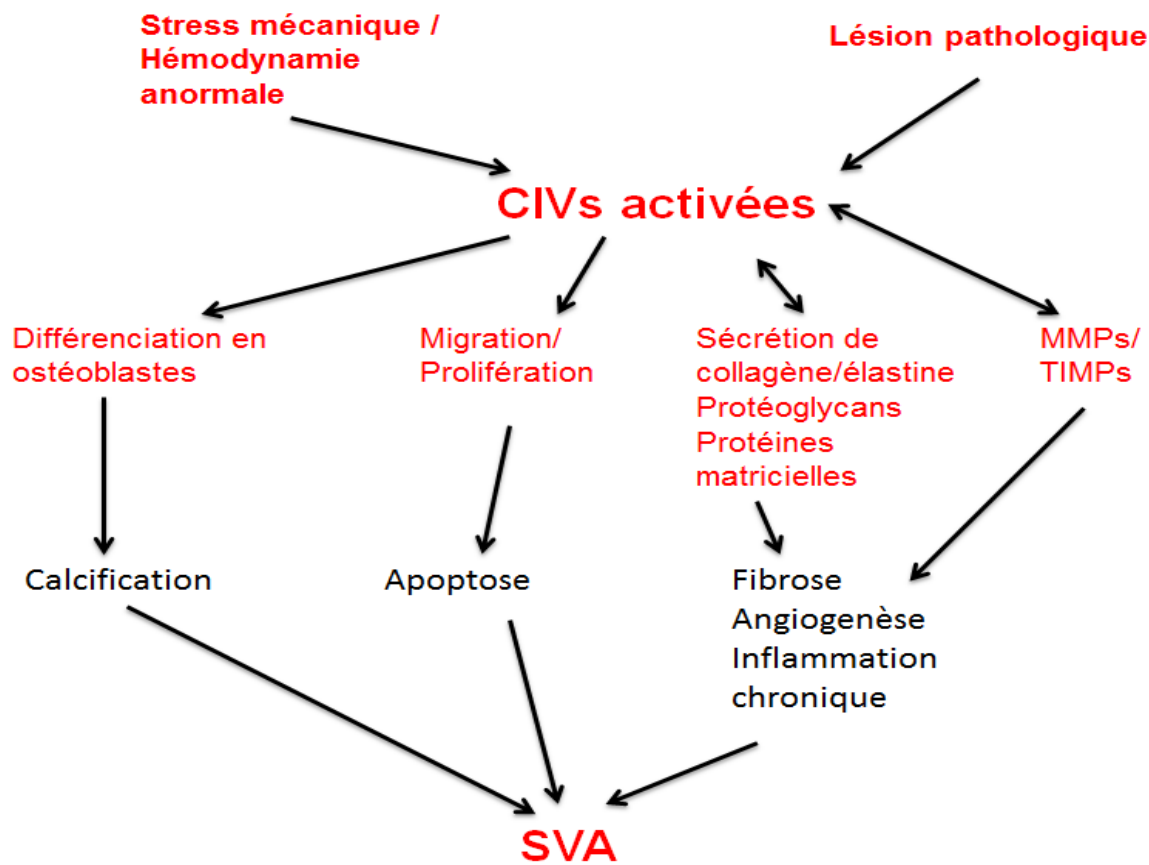 Stress mécanique /
Hémodynamie
anormale
Lésion pathologique
CIVs activées
Différenciation en
ostéoblastes
Migration/
Prolifération
Sécrétion de
collagène/élastine
Protéoglycans
Protéines
matricielles
MMPs/
TIMPs
Calcification
Apoptose
Fibrose
Angiogenèse
Inflammation
chronique
SVA